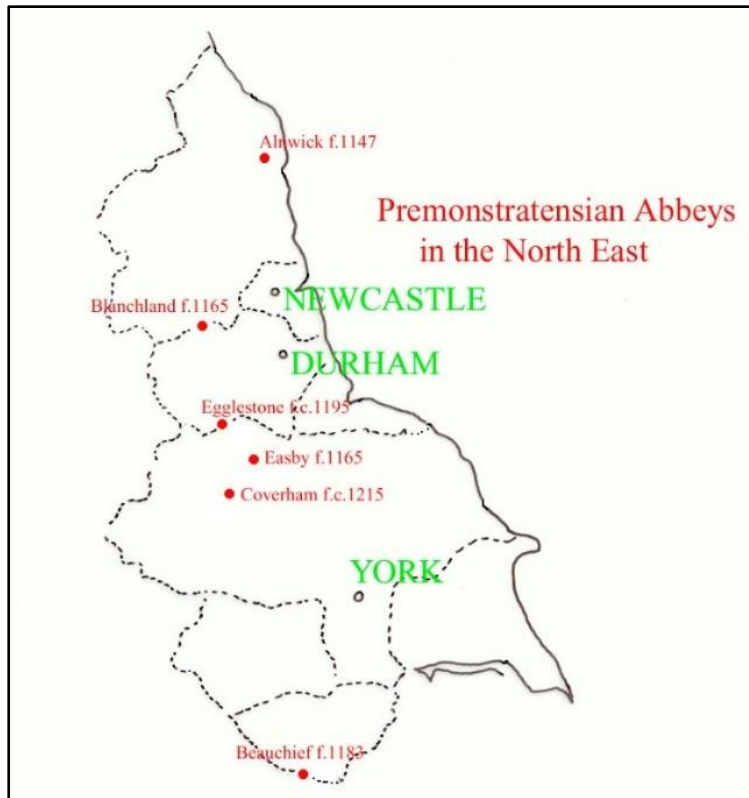 Alnwick f.1147
Premonstratensian Abbeys
in the North East
NEWCASTLE
Blanchland f.1165
DURHAM
Egglestone f.c.1195
Easby f.1165
Coverham f.c.1215
YORK
Beauchief f.1183